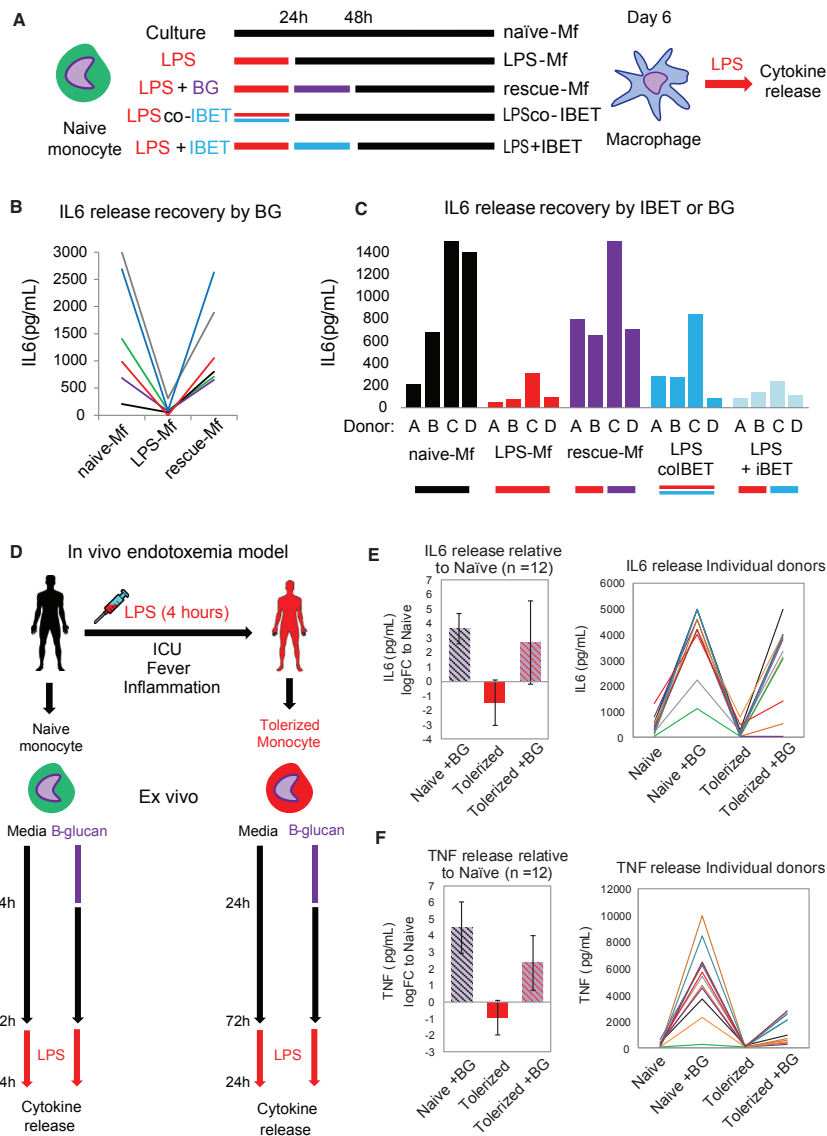 A
24h 48h
Culture
naïve-Mf
LPS
LPS-Mf
LPS + BG
rescue-Mf
LPS co-IBET
LPSco-IBET
LPS + IBET
LPS+IBET
Naive
monocyte
Day 6
LPS
Cytokine
release
Macrophage
B
IL6 release recovery by BG
IL6(pg/mL)
3000
2500
2000
1500
1000
500
0
naive-Mf
LPS-Mf
rescue-Mf
C
IL6 release recovery by IBET or BG
IL6(pg/mL)
1400
1200
1000
800
600
400
200
0
Donor:
A B C D
A B C D
A B C D
A B C D
A B C D
naive-Mf
LPS-Mf
rescue-Mf
LPS
coIBET
LPS
+ iBET
D
In vivo endotoxemia model
LPS (4 hours)
ICU
Fever
Inflammation
Naive
monocyte
Tolerized
Monocyte
Ex vivo
Media B-glucan
4h
2h
LPS
4h
Cytokine
release
Media B-glucan
24h
72h
LPS
24h
Cytokine
release
E
IL6 release relative
to Naïve (n =12)
IL6 (pg/mL)
logFC to Naive
7
6
5
4
3
2
1
0
-1
-2
-3
-4
Naive +BG
Tolerized
Tolerized +BG
IL6 release Individual donors
IL6 (pg/mL)
6000
5000
4000
3000
2000
1000
0
Naive
Naive +BG
Tolerized
Tolerized +BG
F
TNF release relative
to Naïve (n =12)
TNF ( pg/mL)
logFC to Naive
7
6
5
4
3
2
1
0
-1
-2
-3
Naive +BG
Tolerized
Tolerized +BG
TNF release Individual donors
TNF ( pg/mL)
12000
10000
8000
6000
4000
2000
0
Naive
Naive +BG
Tolerized
Tolerized +BG